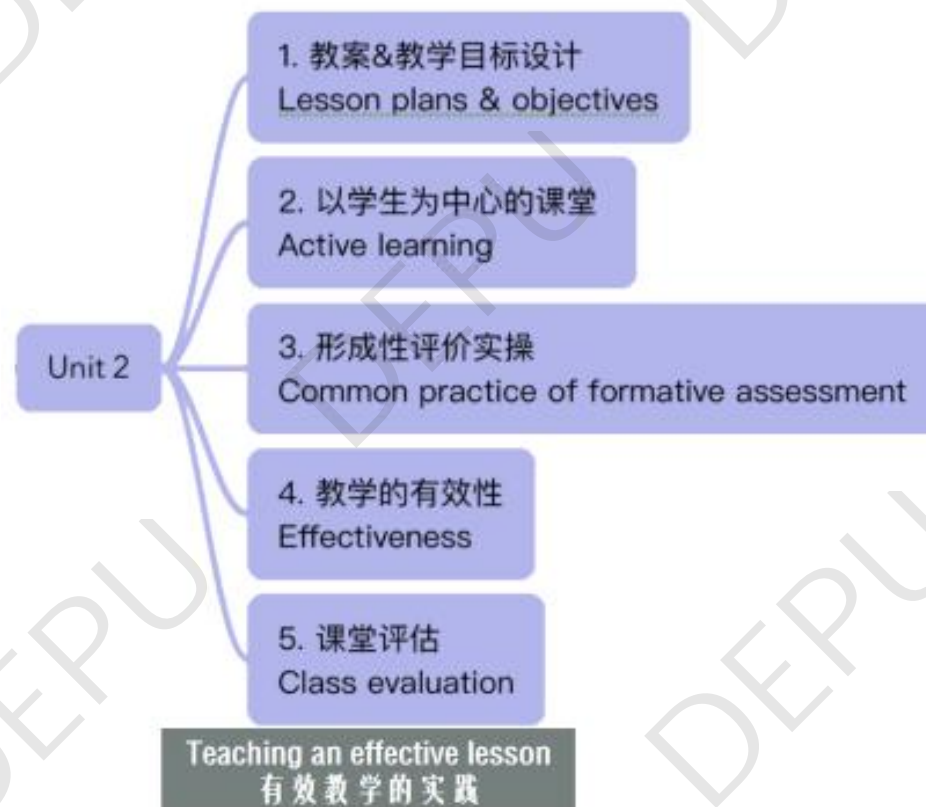 1. 教案&教学目标设计
Lesson plans & objectives
2. 以学生为中心的课堂
Active learning
Unit 2
3. 形成性评价实操
Common practice of formative assessment
4. 教学的有效性
Effectiveness
5. 课堂评估
Class evaluation
Teaching an effective lesson
有效教学的实践
DEPU
DEPU
DEPU